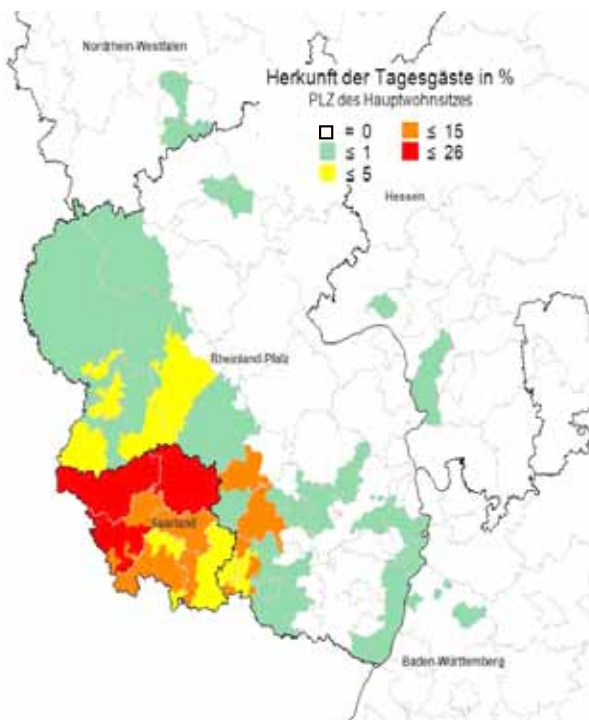 Nordrhein-Westfalen
Herkunft der Tagesgäste in %
PLZ des Hauptwohnsitzes
= 0
≤ 15
≤ 1
≤ 26
≤ 5
Hessen
Rheinland-Pfalz
Saarland
Baden-Württemberg